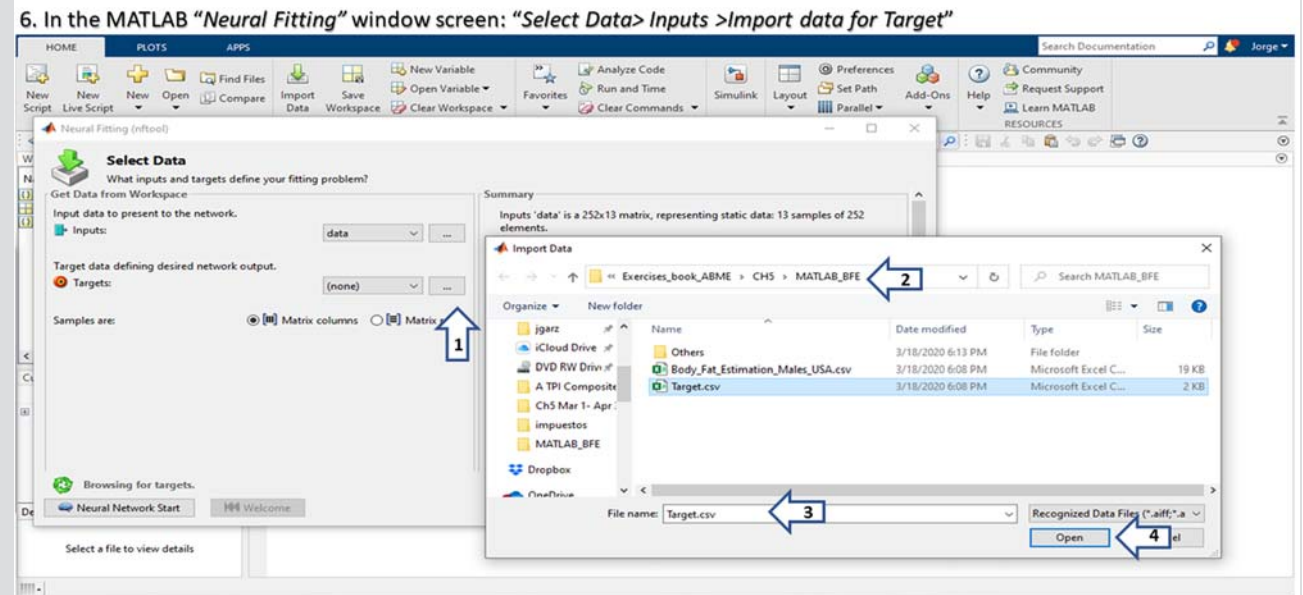 6. In the MATLAB “Neural Fitting” window screen: “Select Data> Inputs >Import data for Target”
HOME PLOTS APPS Search Documentation Jorge
New Script New Live Script New Open Find Files Compare Import Data Save Workspace New Variable Open Variable Clear Workspace Favorites Analyze Code Run and Time Clear Commands Simulink Layout Preferences Set Path Parallel Add-Ons Help Community Request Support Learn MATLAB
RESOURCES
Neural Fitting (nftool)
Select Data
What inputs and targets define your fitting problem?
Get Data from Workspace
Input data to present to the network.
Inputs: data ...
Target data defining desired network output.
Targets: (none) ...
Samples are: Matrix columns Matrix
1
Summary
Inputs 'data' is a 252x13 matrix, representing static data: 13 samples of 252
elements.
Import Data
« Exercises_book_ABME > CH5 > MATLAB_BFE
2
Search MATLAB_BFE
Organize New folder
Name Date modified Type Size
jgarz
iCloud Drive
DVD RW Drive
A TPI Composite
Ch5 Mar 1- Apr
impuestos
MATLAB_BFE
Dropbox
OneDrive
Others 3/18/2020 6:13 PM File folder
Body_Fat_Estimation_Males_USA.csv 3/18/2020 6:08 PM Microsoft Excel C... 19 KB
Target.csv 3/18/2020 6:08 PM Microsoft Excel C... 2 KB
File name: Target.csv
3
Recognized Data Files (*.aiff;*.a
Open
4
el
Browsing for targets.
Neural Network Start Welcome
De
Select a file to view details